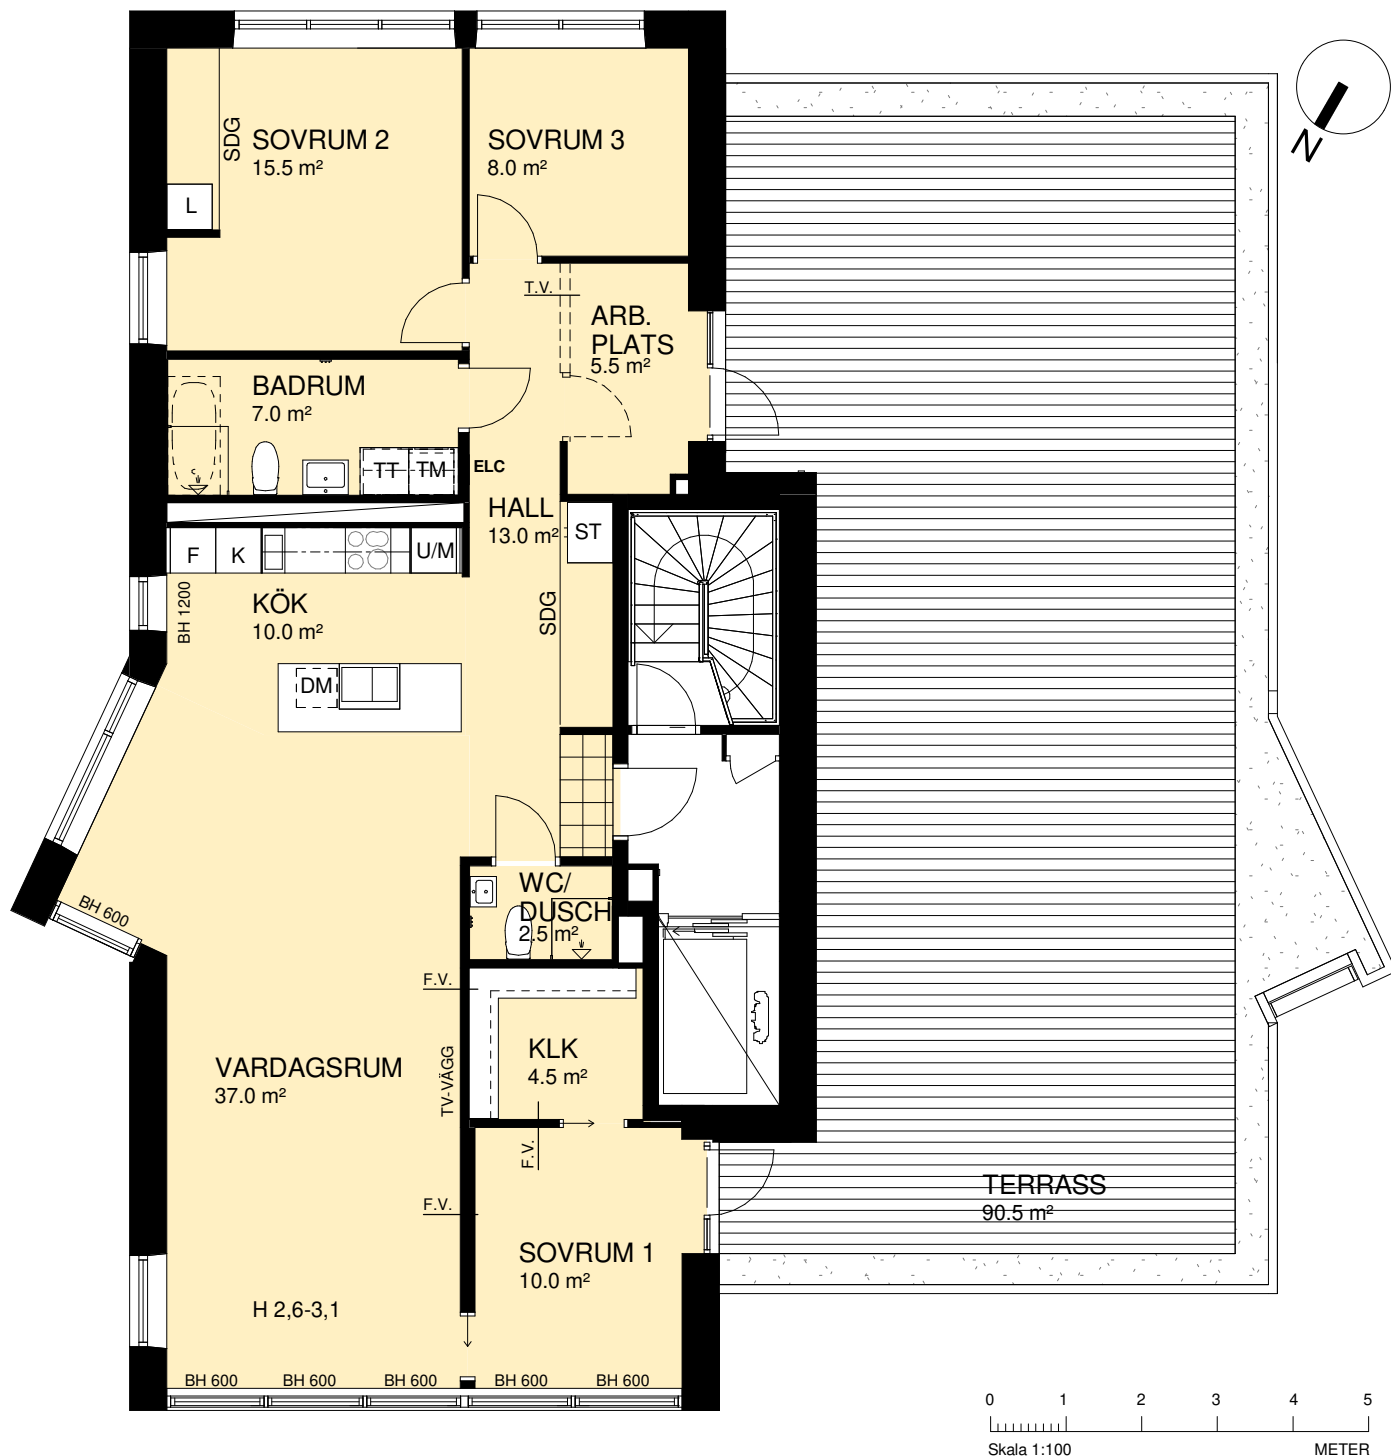 N
SOVRUM 2
15.5 m²
SDG
L
SOVRUM 3
8.0 m²
T.V.
ARB.
PLATS
5.5 m²
BADRUM
7.0 m²
TT
TM
ELC
HALL
13.0 m²
ST
F
K
U/M
BH 1200
KÖK
10.0 m²
SDG
DM
BH 600
WC/
DUSCH
2.5 m²
F.V.
KLK
4.5 m²
VARDAGSRUM
37.0 m²
TV-VÄGG
F.V.
F.V.
TERRASS
90.5 m²
SOVRUM 1
10.0 m²
H 2,6-3,1
BH 600
BH 600
BH 600
BH 600
BH 600
0 1 2 3 4 5
Skala 1:100
METER